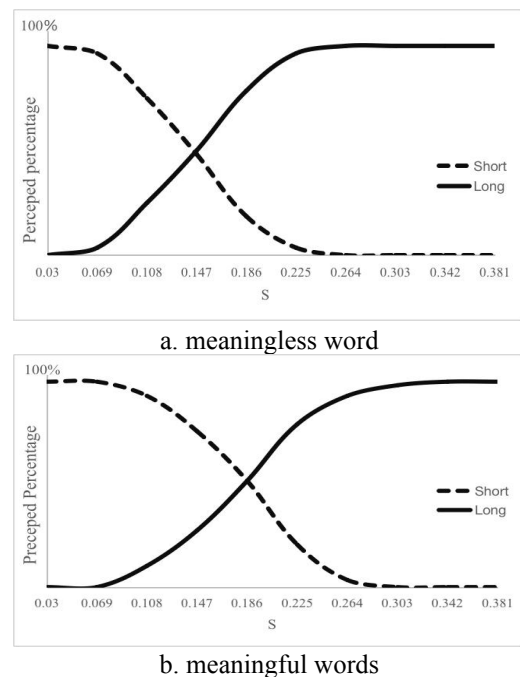 100%
Perceped percentage
Short
Long
0.03 0.069 0.108 0.147 0.186 0.225 0.264 0.303 0.342 0.381
S
a. meaningless word
100%
Preceped Percentage
Short
Long
0.03 0.069 0.108 0.147 0.186 0.225 0.264 0.303 0.342 0.381
S
b. meaningful words